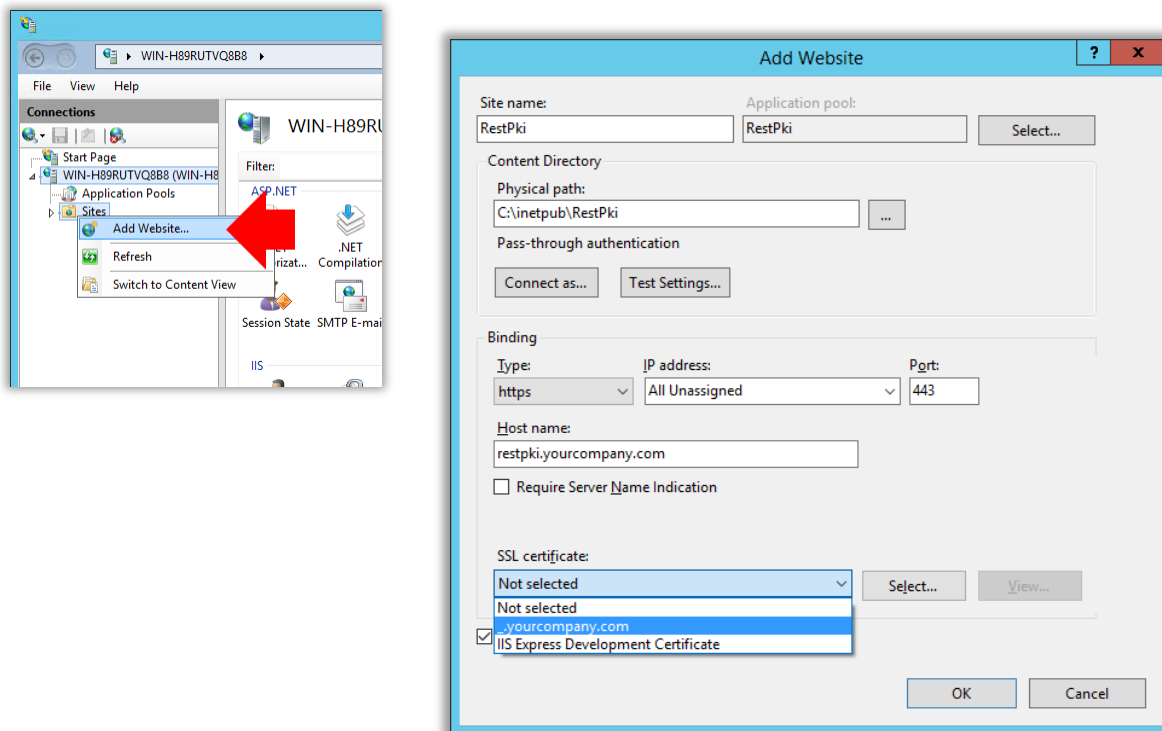 WIN-H89RUTVQ8B8
File View Help
Connections
Start Page
WIN-H89RUTVQ8B8 (WIN-H8
Application Pools
Sites
Add Website...
Refresh
Switch to Content View
WIN-H89RU
Filter:
ASP.NET
.NET
rizat... Compilation
Session State SMTP E-mai
IIS
Add Website
? x
Site name: Application pool:
RestPki RestPki Select...
Content Directory
Physical path:
C:\inetpub\RestPki ...
Pass-through authentication
Connect as... Test Settings...
Binding
Type: IP address: Port:
https All Unassigned 443
Host name:
restpki.yourcompany.com
Require Server Name Indication
SSL certificate:
Not selected Select... View...
Not selected
_.yourcompany.com
IIS Express Development Certificate
OK Cancel